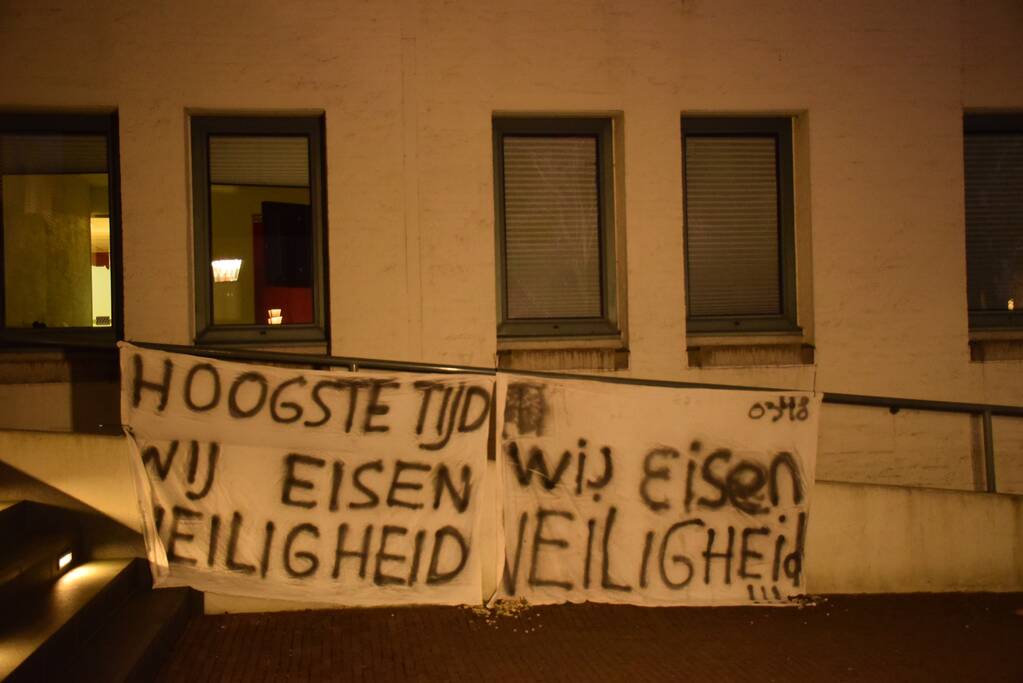 HOOGSTE TIJD
WIJ EISEN
VEILIGHEID
0348
Wij eisen
VEILIGHEid
!!!